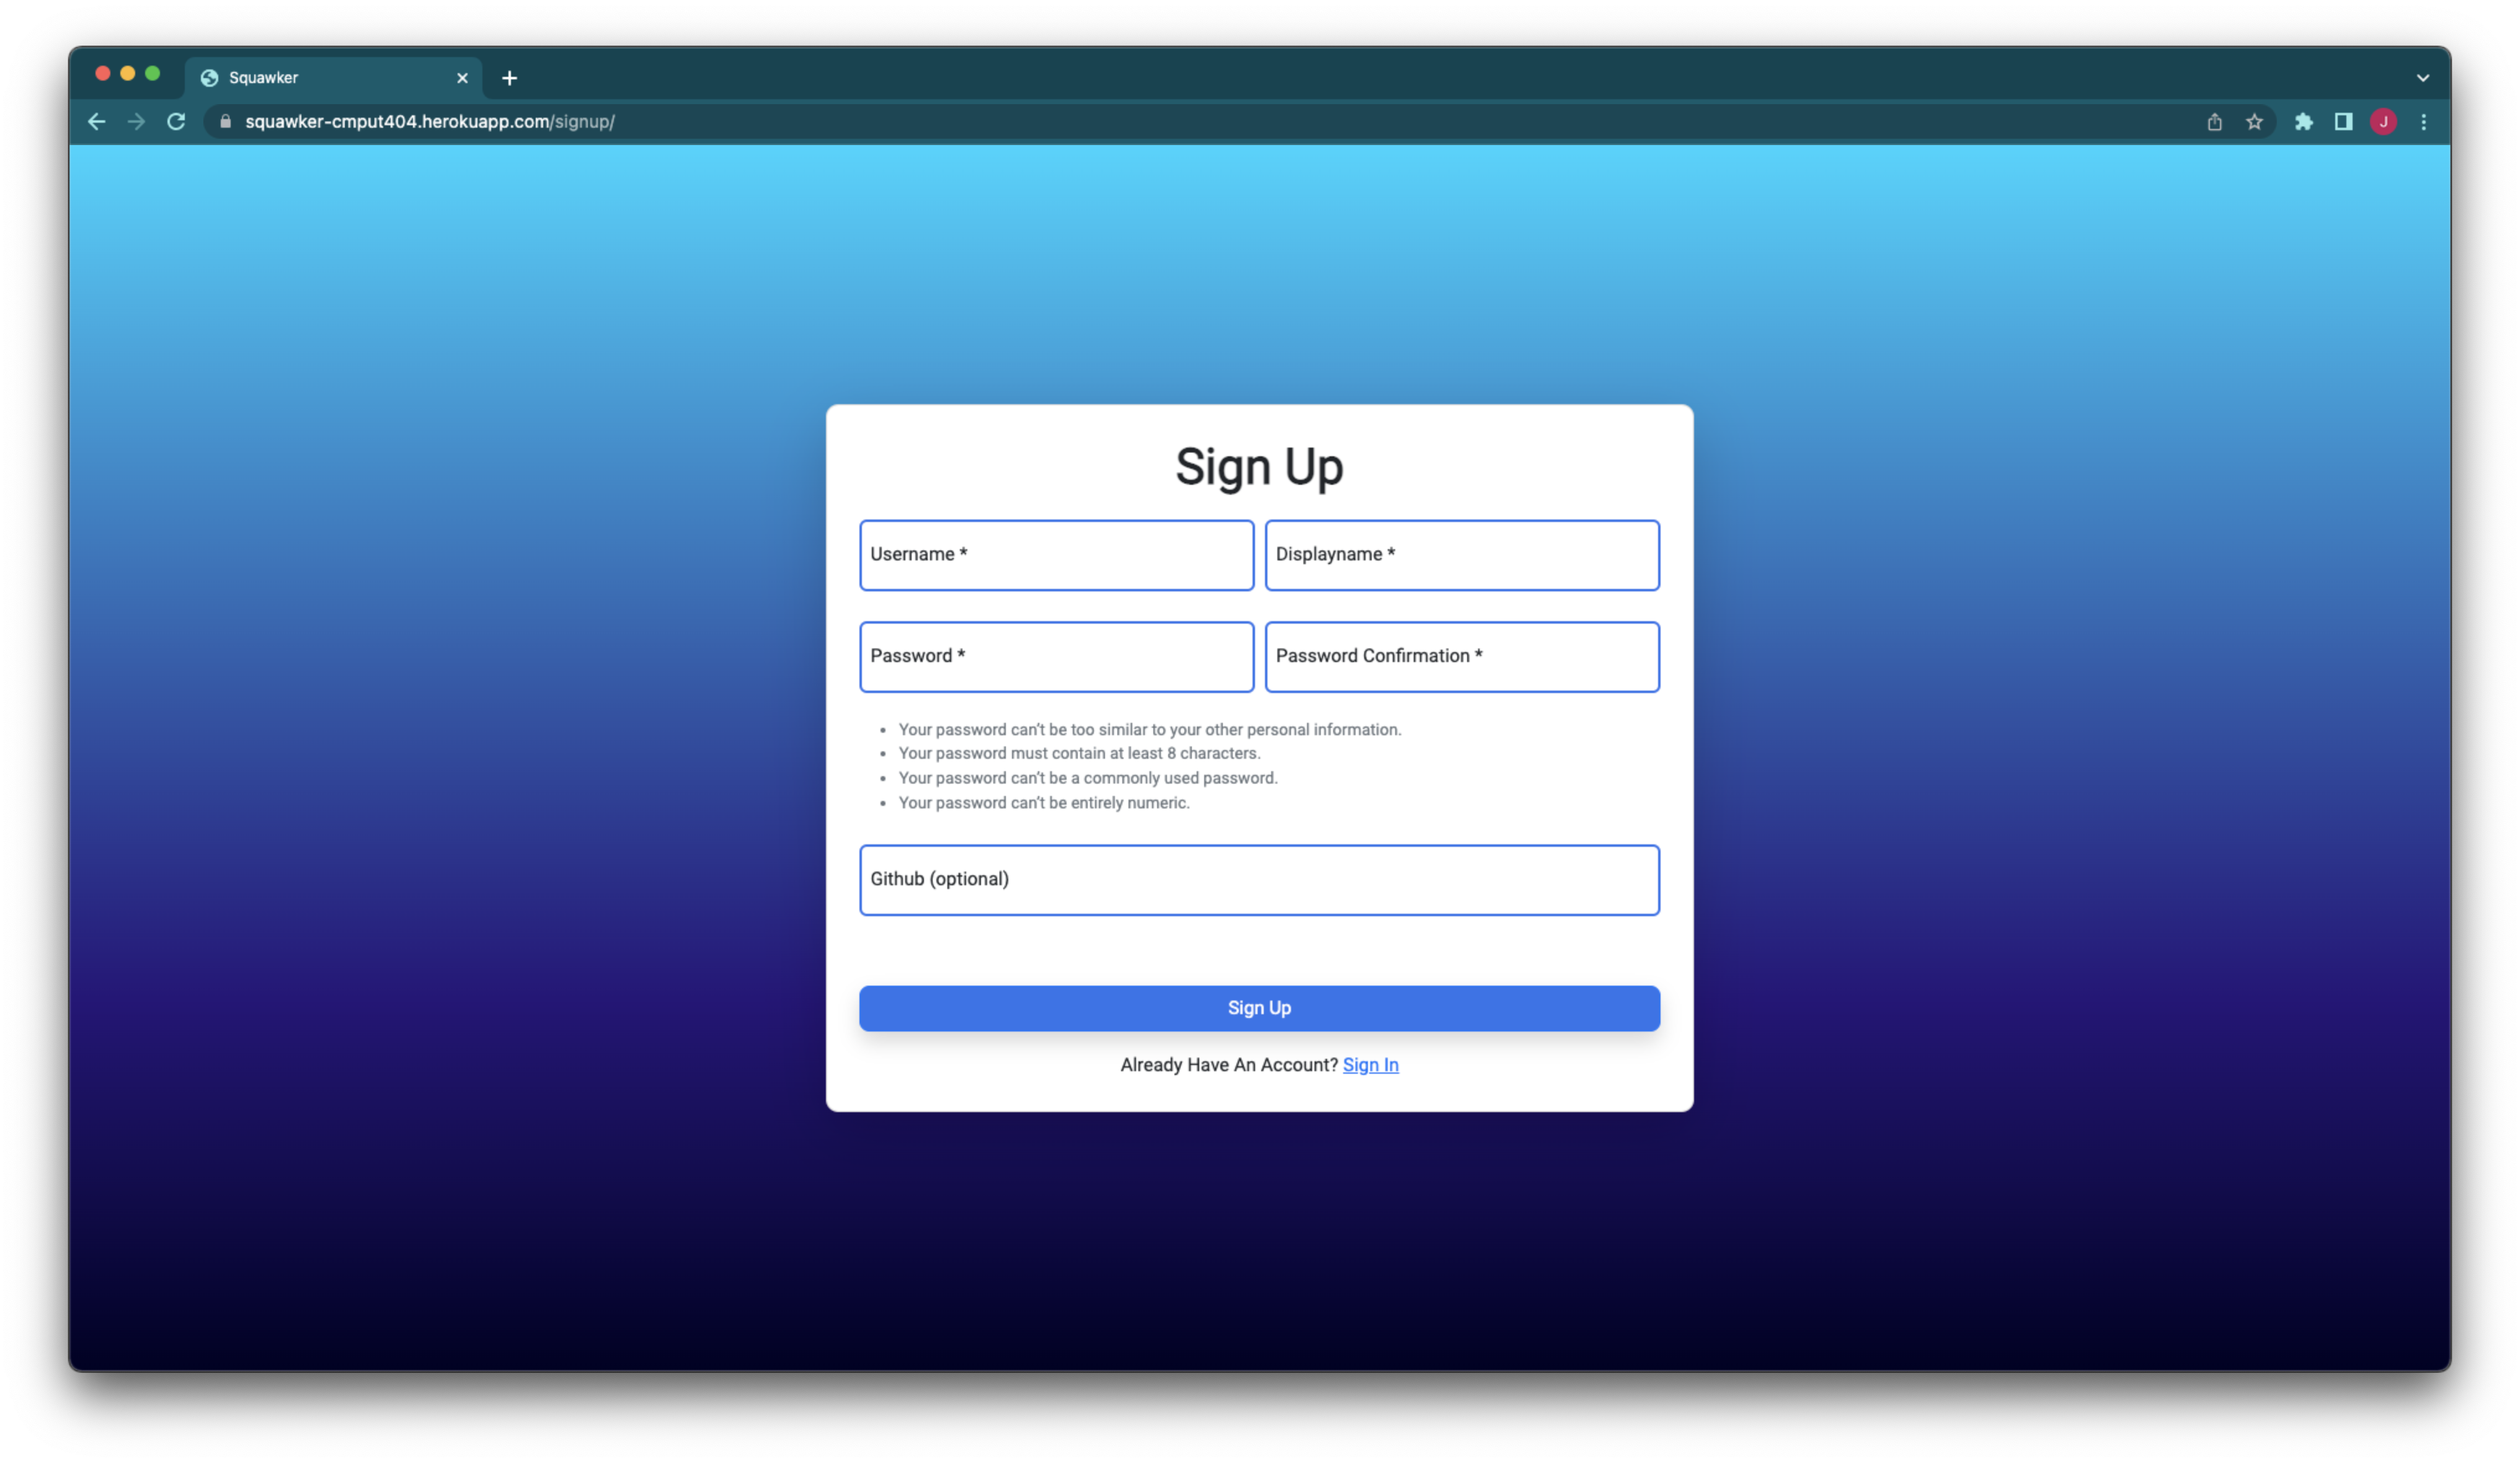 Squawker
squawker-cmput404.herokuapp.com/signup/
J
Sign Up
Username *
Displayname *
Password *
Password Confirmation *
• Your password can't be too similar to your other personal information.
• Your password must contain at least 8 characters.
• Your password can't be a commonly used password.
• Your password can't be entirely numeric.
Github (optional)
Sign Up
Already Have An Account? Sign In